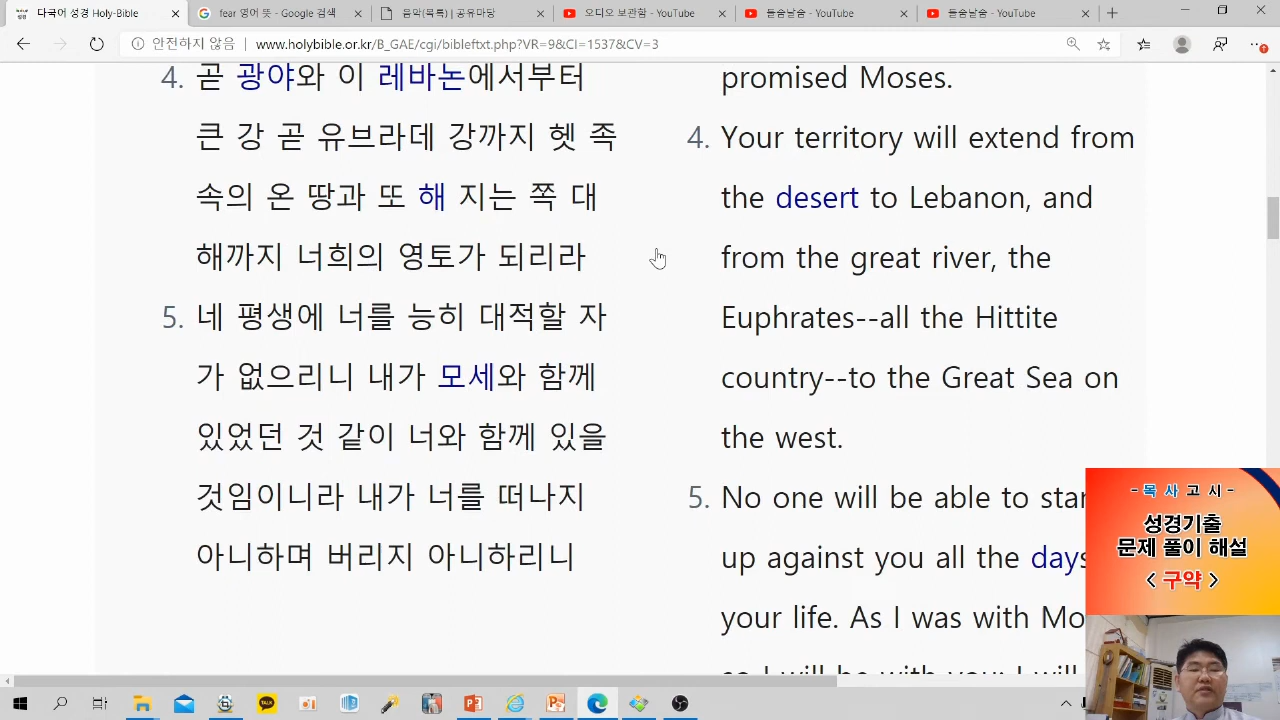 다국어 성경 Holy-Bible
fear 영어 뜻 - Google 검색
음악(목록) | 공유마당
오디오 보관함 - YouTube
돌숨날숨 - YouTube
돌숨날숨 - YouTube
안전하지 않음 | www.holybible.or.kr/B_GAE/cgi/bibleftxt.php?VR=9&CI=1537&CV=3
4. 곧 광야와 이 레바논에서부터
큰 강 곧 유브라데 강까지 헷 족
속의 온 땅과 또 해 지는 쪽 대
해까지 너희의 영토가 되리라
5. 네 평생에 너를 능히 대적할 자
가 없으리니 내가 모세와 함께
있었던 것 같이 너와 함께 있을
것임이니라 내가 너를 떠나지
아니하며 버리지 아니하리니
promised Moses.
4. Your territory will extend from
the desert to Lebanon, and
from the great river, the
Euphrates--all the Hittite
country--to the Great Sea on
the west.
5. No one will be able to star
up against you all the days
your life. As I was with Mo
so I will be with you; I will
- 목 사 고 시 -
성경기출
문제 풀이 해설
< 구약 >
TALK